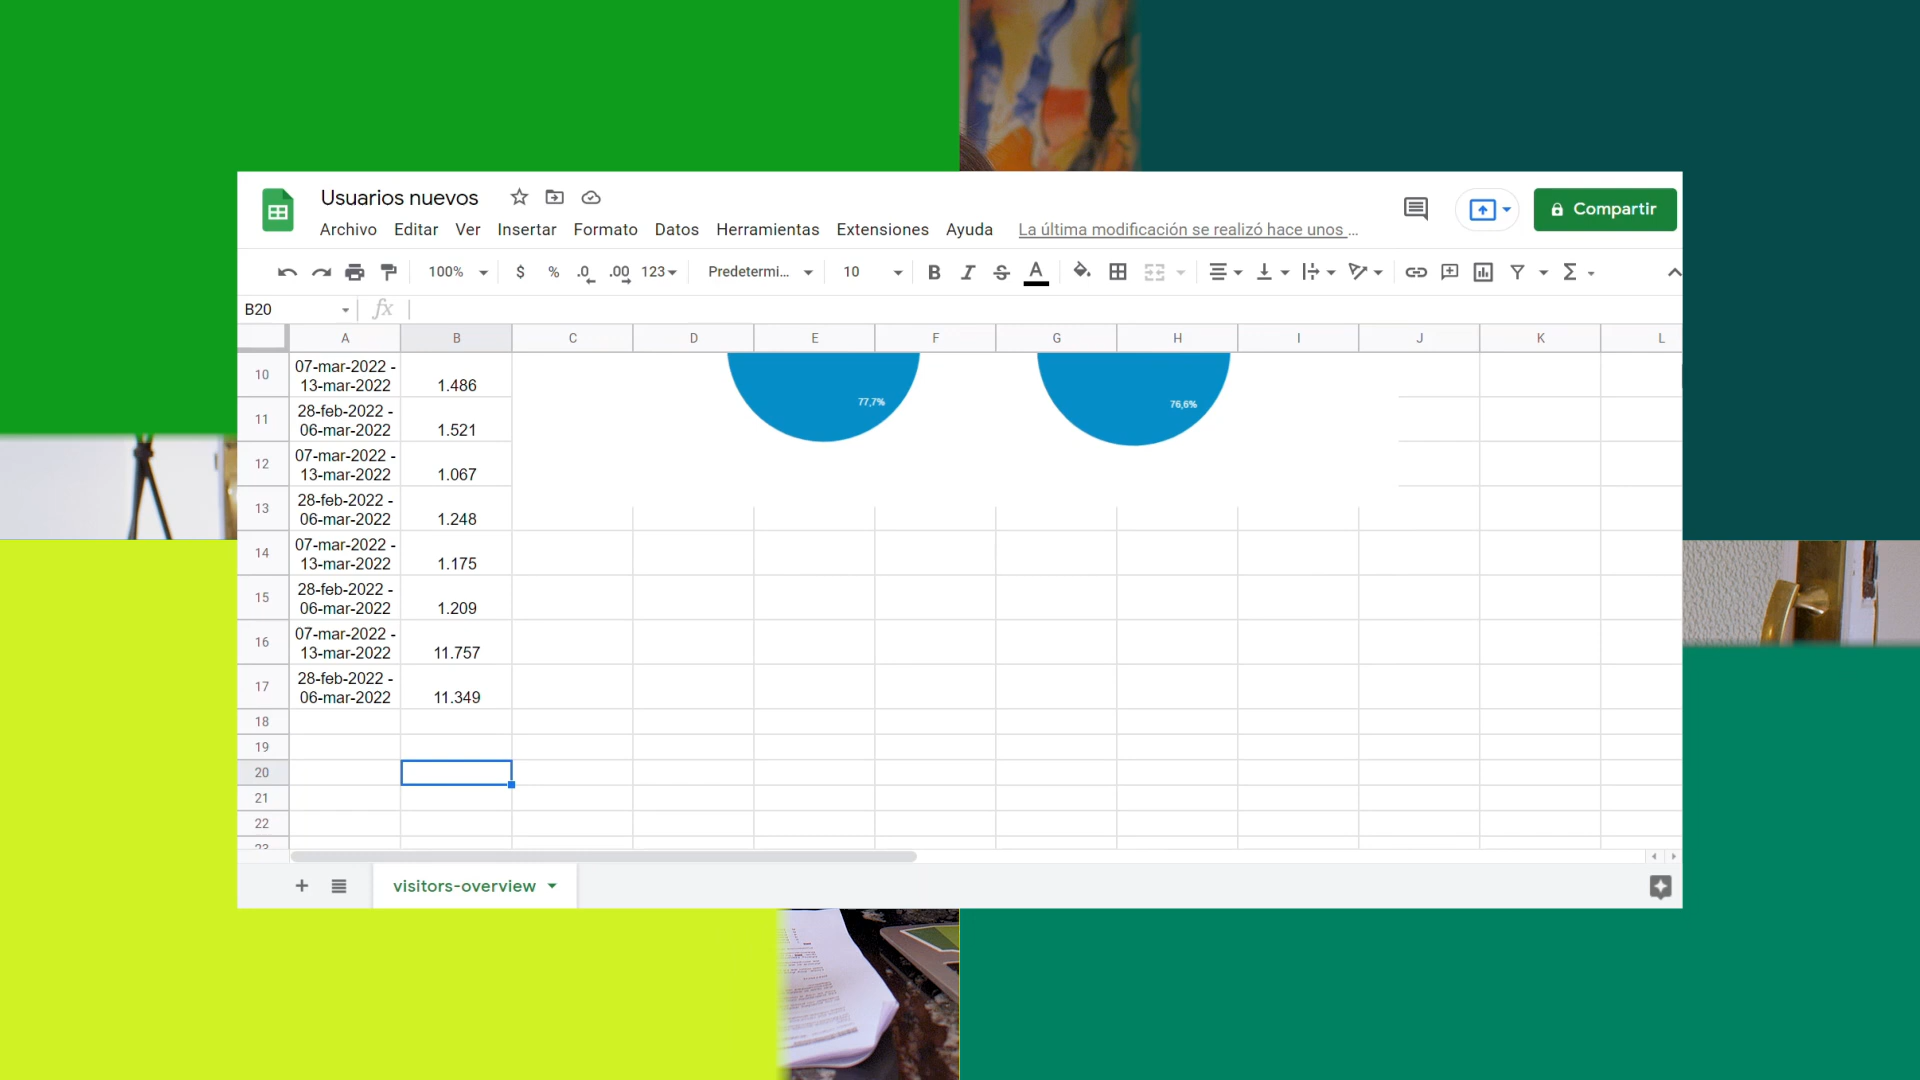 Usuarios nuevos
Compartir
Archivo Editar Ver Insertar Formato Datos Herramientas Extensiones Ayuda La última modificación se realizó hace unos ...
100% $ % .0 .00 123 Predetermi... 10 B I S A
B20 fx
A B C D E F G H I J K L
10 07-mar-2022 -
13-mar-2022 1.486
77,7% 76,6%
11 28-feb-2022 -
06-mar-2022 1.521
12 07-mar-2022 -
13-mar-2022 1.067
13 28-feb-2022 -
06-mar-2022 1.248
14 07-mar-2022 -
13-mar-2022 1.175
15 28-feb-2022 -
06-mar-2022 1.209
16 07-mar-2022 -
13-mar-2022 11.757
17 28-feb-2022 -
06-mar-2022 11.349
18
19
20
21
22
23
visitors-overview